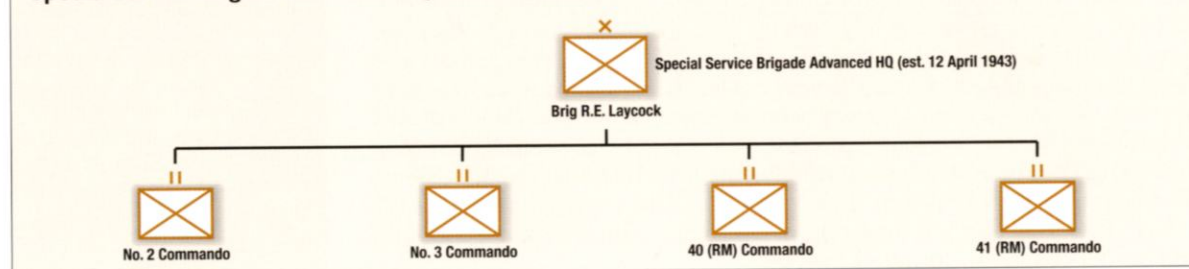 Special Service Brigade Advanced HQ (est. 12 April 1943)
Brig R.E. Laycock
No. 2 Commando
No. 3 Commando
40 (RM) Commando
41 (RM) Commando